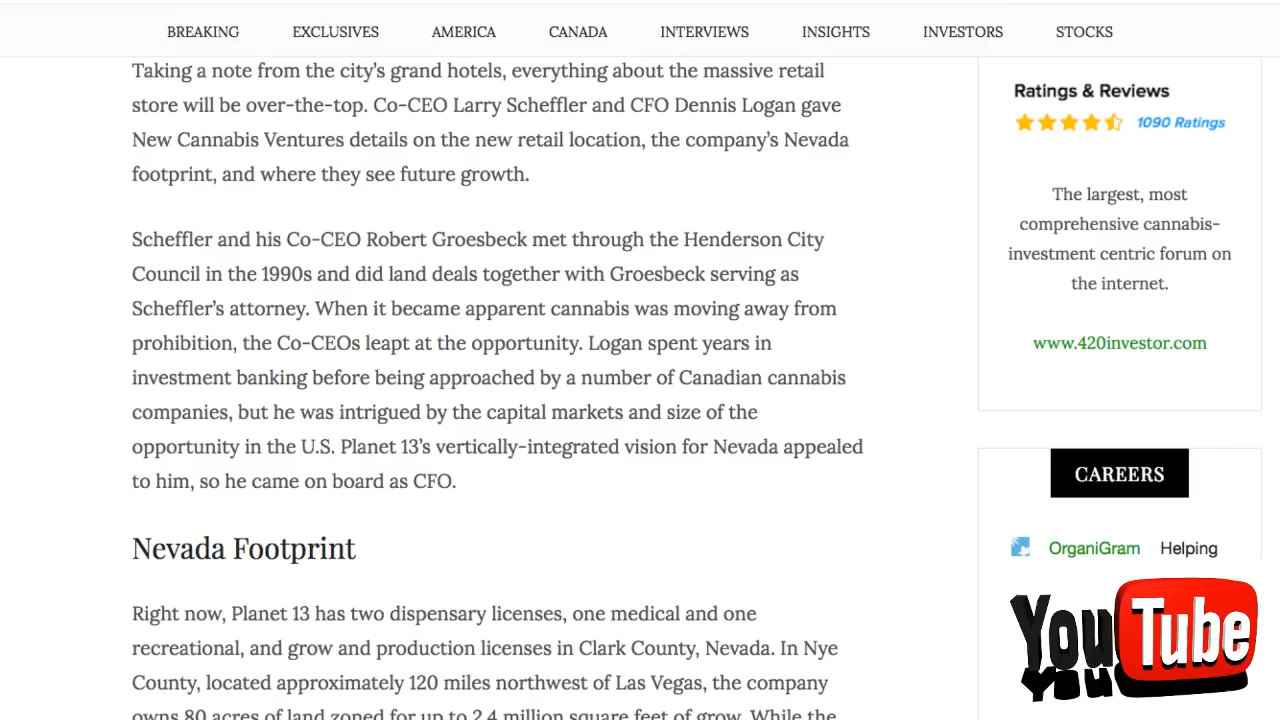 BREAKING EXCLUSIVES AMERICA CANADA INTERVIEWS INSIGHTS INVESTORS STOCKS
Taking a note from the city’s grand hotels, everything about the massive retail
store will be over-the-top. Co-CEO Larry Scheffler and CFO Dennis Logan gave
New Cannabis Ventures details on the new retail location, the company’s Nevada
footprint, and where they see future growth.
Scheffler and his Co-CEO Robert Groesbeck met through the Henderson City
Council in the 1990s and did land deals together with Groesbeck serving as
Scheffler’s attorney. When it became apparent cannabis was moving away from
prohibition, the Co-CEOs leapt at the opportunity. Logan spent years in
investment banking before being approached by a number of Canadian cannabis
companies, but he was intrigued by the capital markets and size of the
opportunity in the U.S. Planet 13’s vertically-integrated vision for Nevada appealed
to him, so he came on board as CFO.
Nevada Footprint
Right now, Planet 13 has two dispensary licenses, one medical and one
recreational, and grow and production licenses in Clark County, Nevada. In Nye
County, located approximately 120 miles northwest of Las Vegas, the company
owns 80 acres of land zoned for up to 2.4 million square feet of grow. While the
Ratings & Reviews
1090 Ratings
The largest, most
comprehensive cannabis-
investment centric forum on
the internet.
www.420investor.com
CAREERS
OrganiGram Helping
YouTube